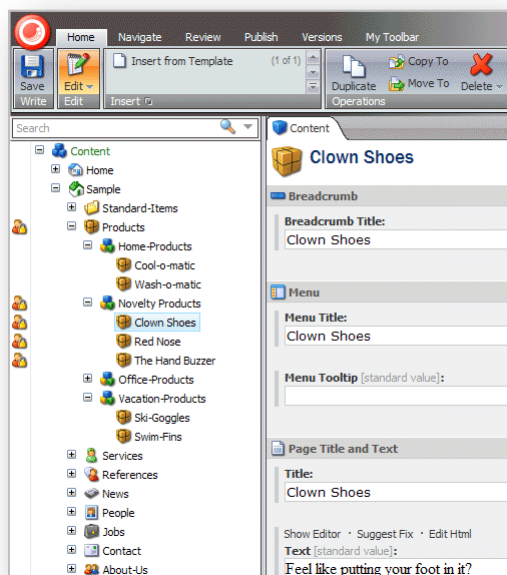 Home Navigate Review Publish Versions My Toolbar
Insert from Template (1 of 1)
Copy To
Move To
Save Edit Duplicate Delete
Write Edit Insert Operations
Search
Content
Home
Sample
Standard-Items
Products
Home-Products
Cool-o-matic
Wash-o-matic
Novelty Products
Clown Shoes
Red Nose
The Hand Buzzer
Office-Products
Vacation-Products
Ski-Goggles
Swim-Fins
Services
References
News
People
Jobs
Contact
About-Us
Content
Clown Shoes
Breadcrumb
Breadcrumb Title:
Clown Shoes
Menu
Menu Title:
Clown Shoes
Menu Tooltip [standard value]:
Page Title and Text
Title:
Clown Shoes
Show Editor · Suggest Fix · Edit Html
Text [standard value]:
Feel like putting your foot in it?